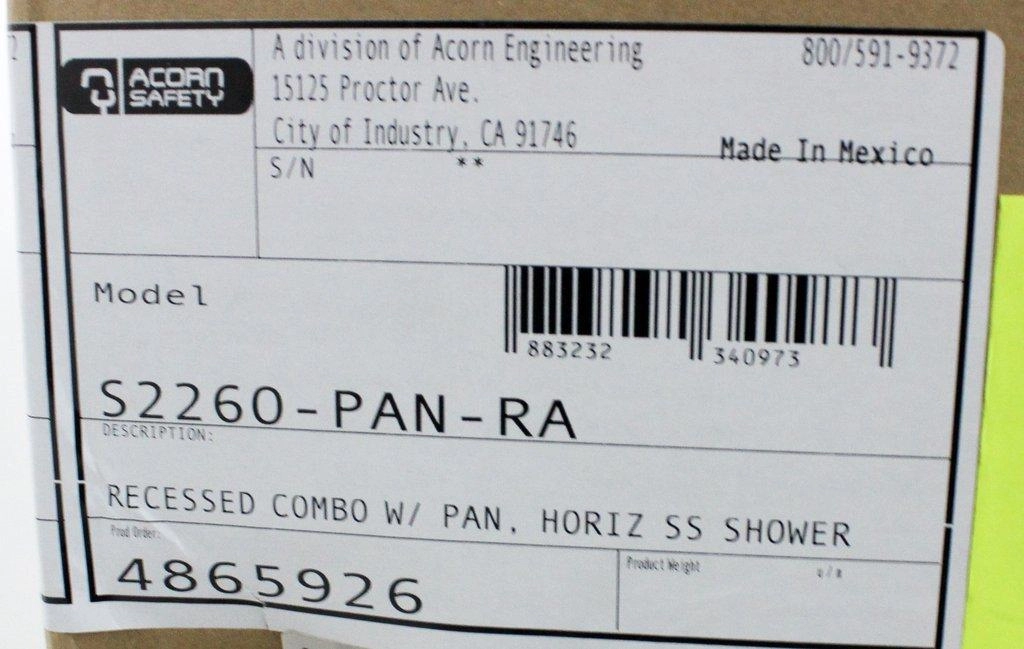 ACORN
SAFETY
A division of Acorn Engineering
15125 Proctor Ave.
City of Industry, CA 91746
800/591-9372
Made In Mexico
S/N
**
Model
883232 340973
S2260-PAN-RA
DESCRIPTION:
RECESSED COMBO W/ PAN, HORIZ SS SHOWER
Prod Order:
4865926
Product Weight